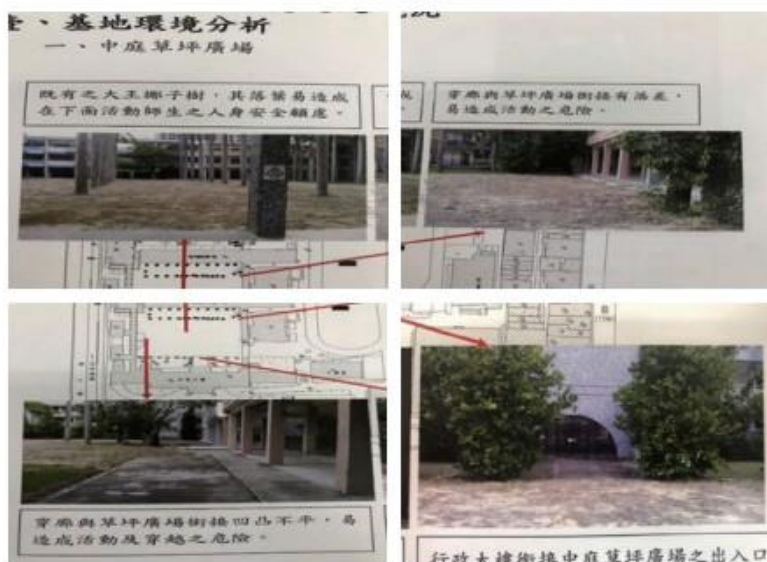 、基地環境分析
一、中庭草坪廣場
既有之大王椰子樹，其落葉易造成
在下面活動師生之人身安全顧慮。
穿廊與草坪廣場銜接有落差，
易造成活動之危險。
穿廊與草坪廣場銜接凹凸不平，易
造成活動及穿越之危險。
行政大樓銜接中庭草坪廣場之出入口